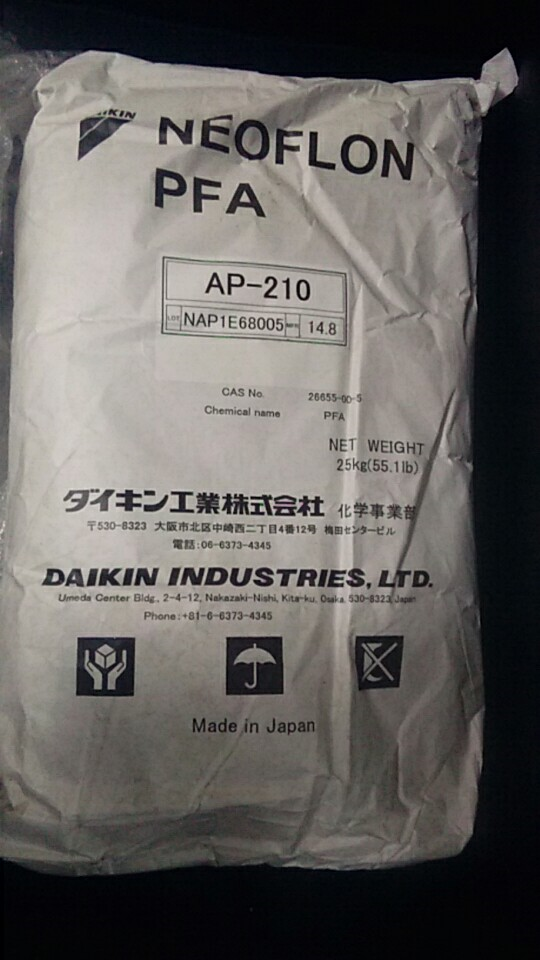 DAIKIN
NEOFLON
PFA
AP-210
LOT NAP1E68005 MFG 14.8
CAS No. 26655-00-5
Chemical name PFA
NET WEIGHT
25kg(55.1lb)
ダイキン工業株式会社 化学事業部
〒530-8323 大阪市北区中崎西二丁目4番12号 梅田センタービル
電話:06-6373-4345
DAIKIN INDUSTRIES, LTD.
Umeda Center Bldg., 2-4-12, Nakazaki-Nishi, Kita-ku, Osaka, 530-8323 Japan
Phone:+81-6-6373-4345
Made in Japan